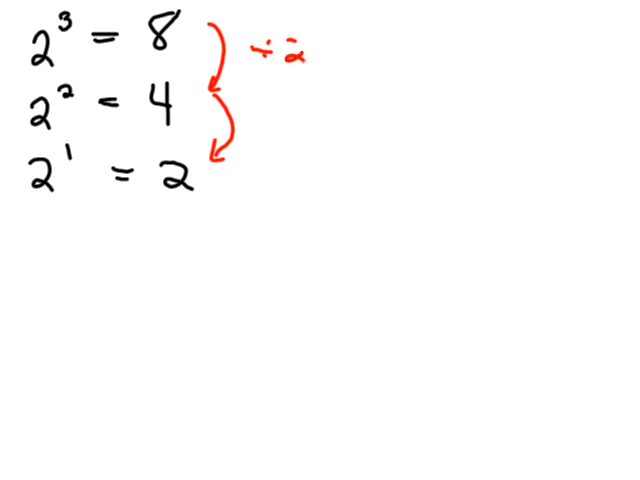 2³ = 8
÷ 2
2² = 4
2¹ = 2